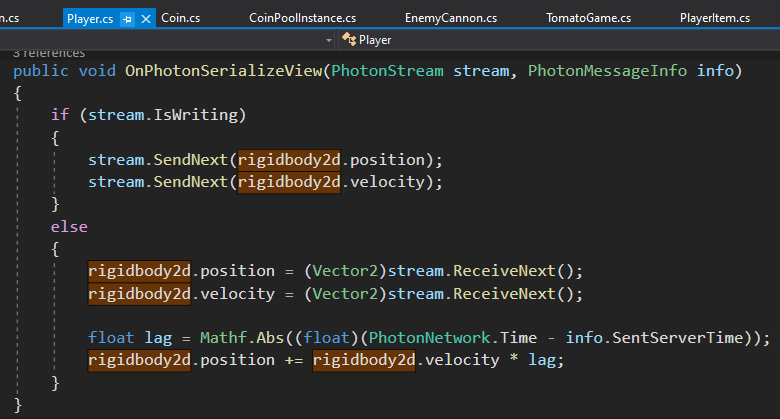 n.cs Player.cs Coin.cs CoinPoolInstance.cs EnemyCannon.cs TomatoGame.cs PlayerItem.cs
Player
3 references
public void OnPhotonSerializeView(PhotonStream stream, PhotonMessageInfo info)
{
if (stream.IsWriting)
{
stream.SendNext(rigidbody2d.position);
stream.SendNext(rigidbody2d.velocity);
}
else
{
rigidbody2d.position = (Vector2)stream.ReceiveNext();
rigidbody2d.velocity = (Vector2)stream.ReceiveNext();
float lag = Mathf.Abs((float)(PhotonNetwork.Time - info.SentServerTime));
rigidbody2d.position += rigidbody2d.velocity * lag;
}
}